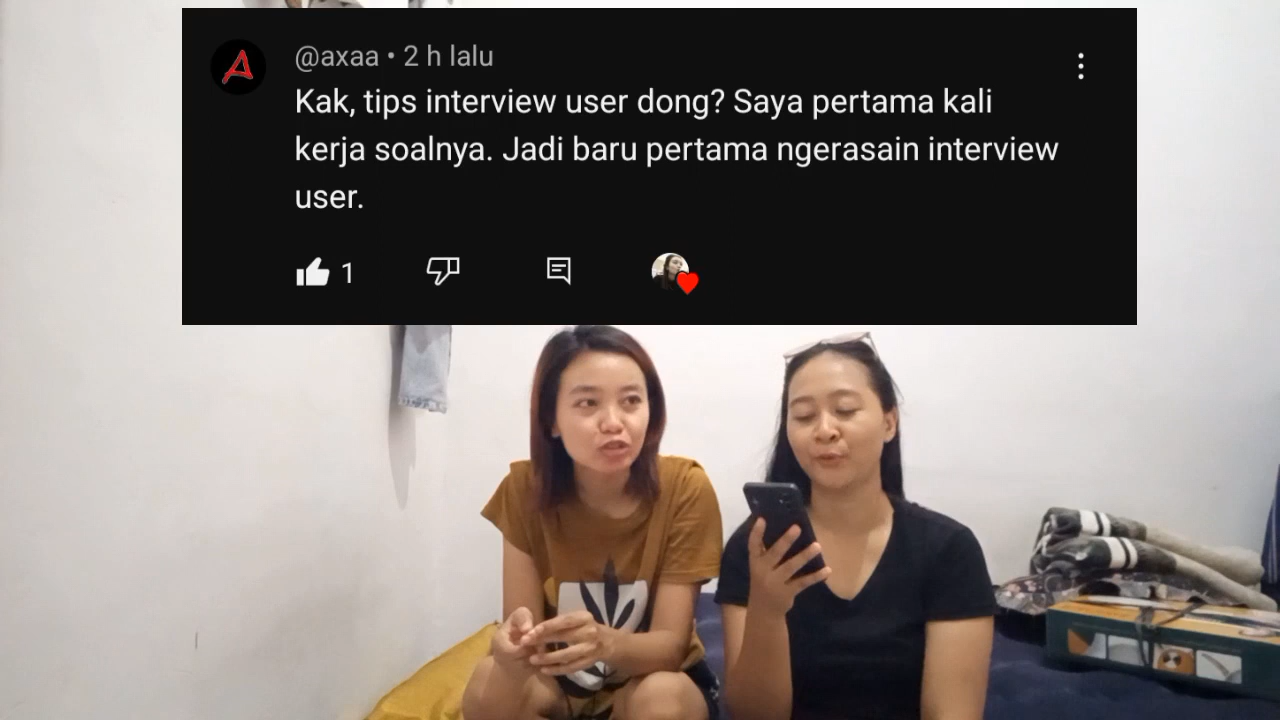 @axaa • 2 h lalu
Kak, tips interview user dong? Saya pertama kali
kerja soalnya. Jadi baru pertama ngerasain interview
user.
1